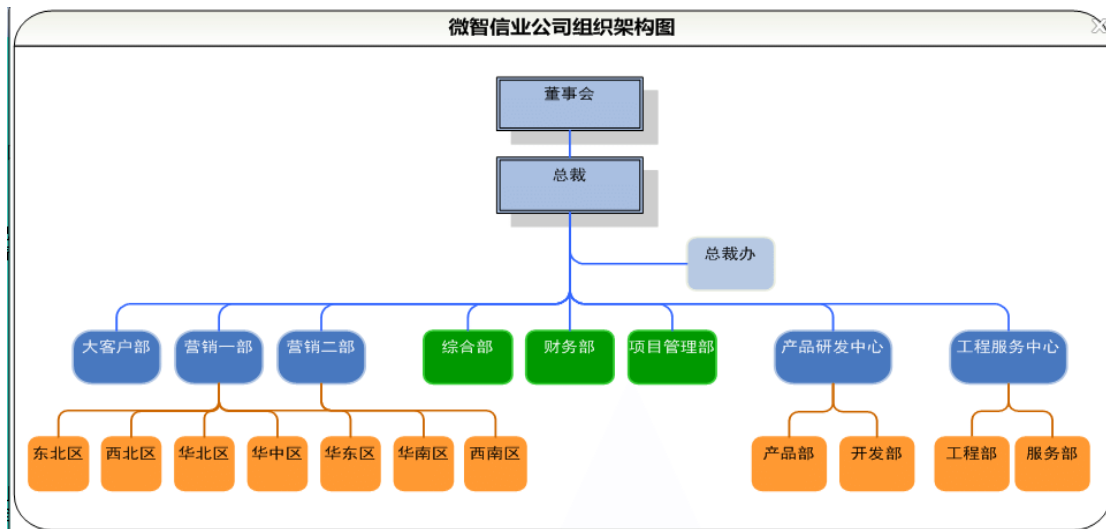 微智信业公司组织架构图
董事会
总裁
总裁办
大客户部
营销一部
营销二部
综合部
财务部
项目管理部
产品研发中心
工程服务中心
东北区
西北区
华北区
华中区
华东区
华南区
西南区
产品部
开发部
工程部
服务部